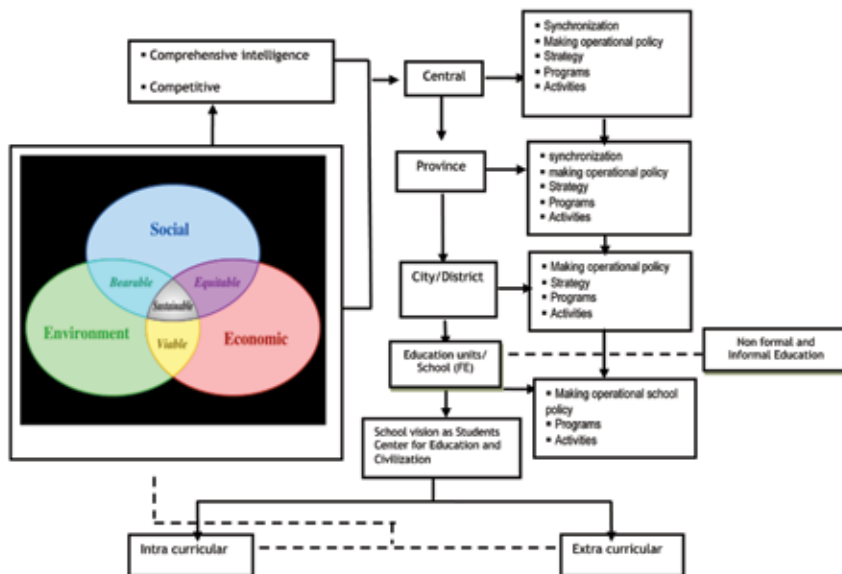 ▪ Comprehensive intelligence
▪ Competitive
Central
▪ Synchronization
▪ Making operational policy
▪ Strategy
▪ Programs
▪ Activities
Province
▪ synchronization
▪ making operational policy
▪ Strategy
▪ Programs
▪ Activities
Social
Bearable
Equitable
Sustainable
Environment
Economic
Viable
City/District
▪ Making operational policy
▪ Strategy
▪ Programs
▪ Activities
Education units/
School (FE)
Non formal and
Informal Education
▪ Making operational school
policy
▪ Programs
▪ Activities
School vision as Students
Center for Education and
Civilization
Intra curricular
Extra curricular